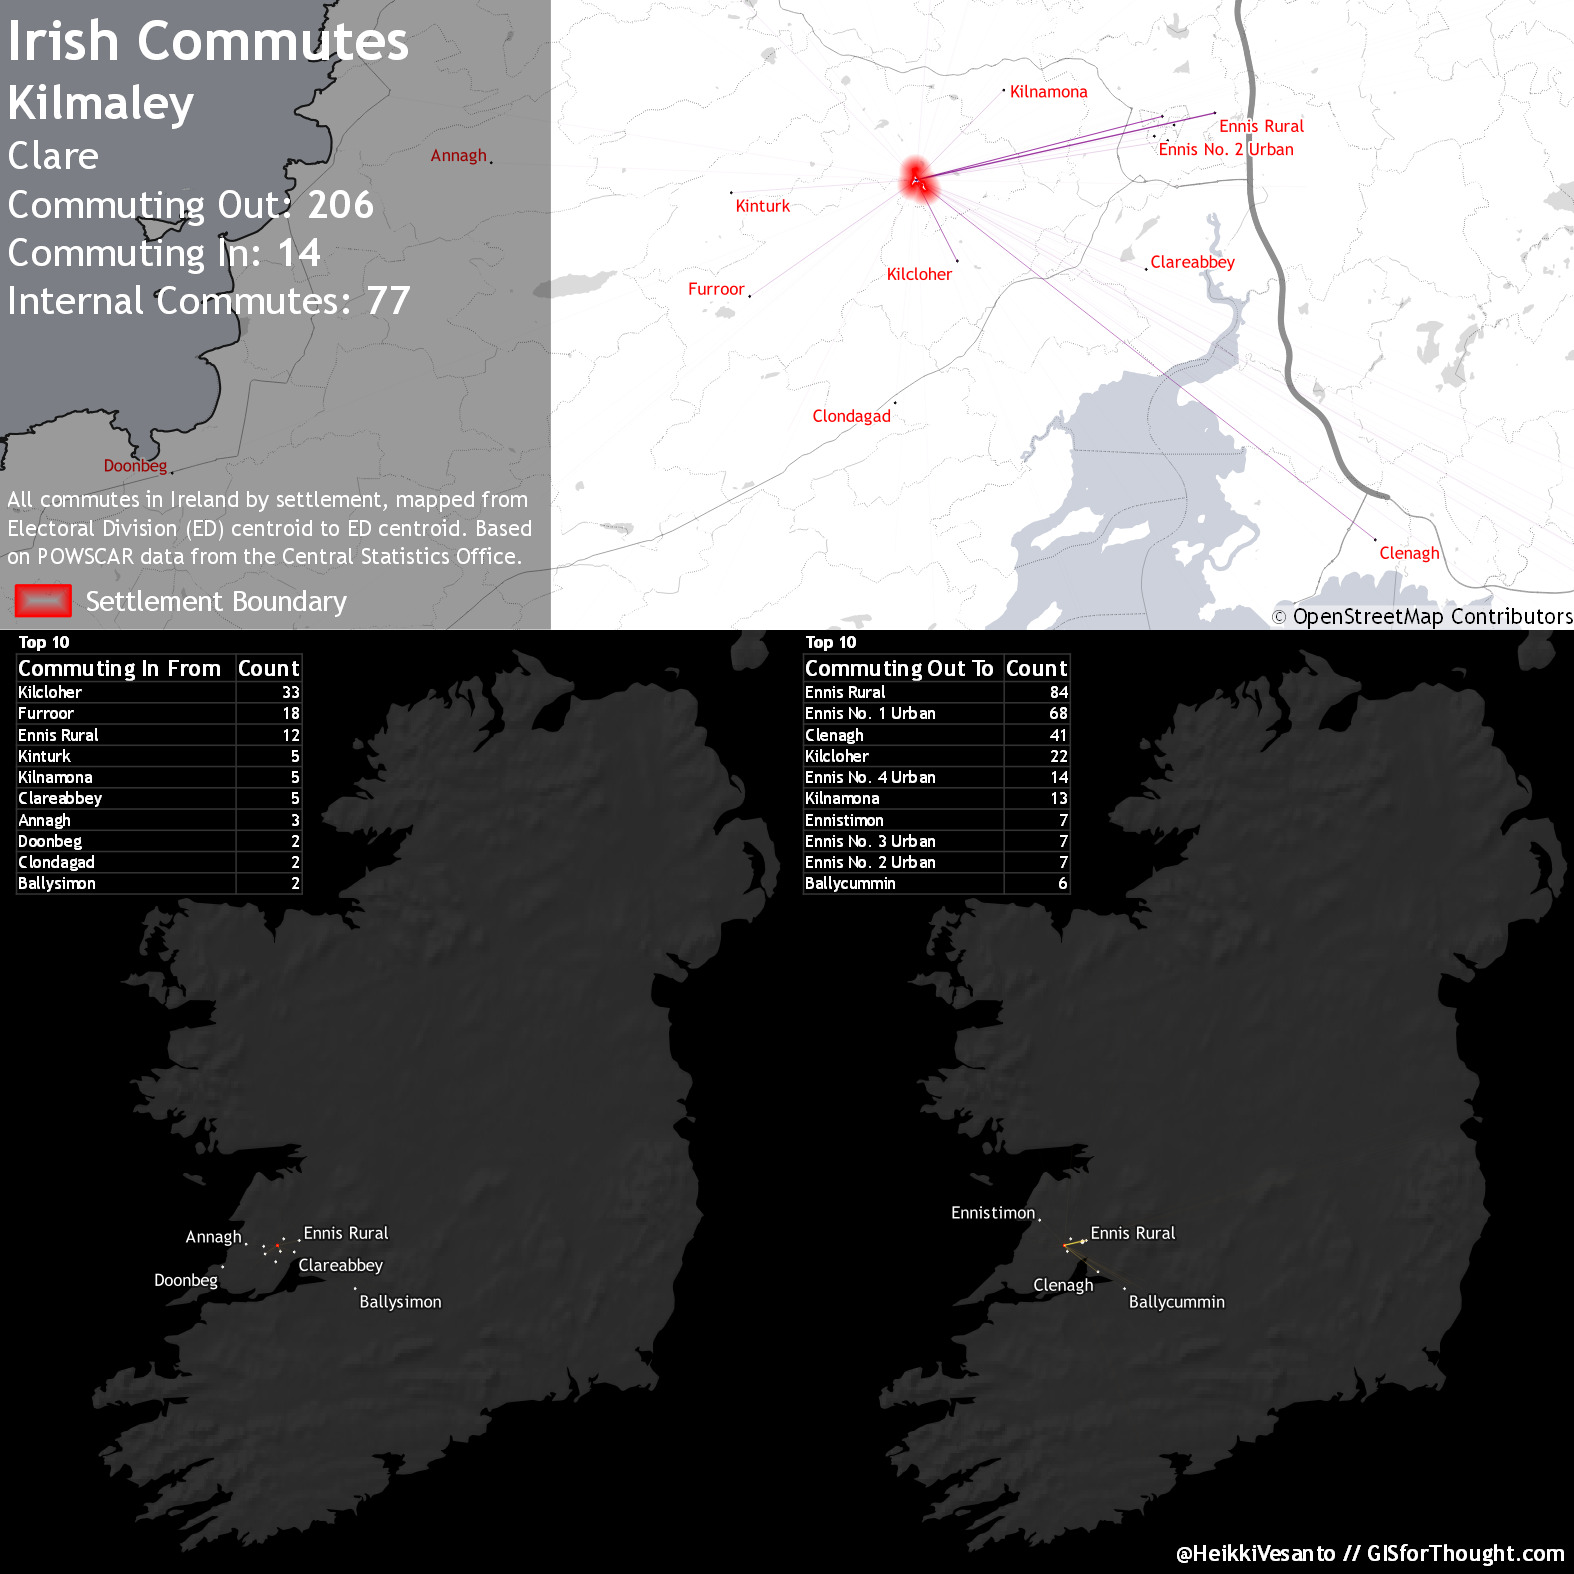 Irish Commutes
Kilmaley
Clare
Commuting Out: 206
Commuting In: 14
Internal Commutes: 77
All commutes in Ireland by settlement, mapped from
Electoral Division (ED) centroid to ED centroid. Based
on POWSCAR data from the Central Statistics Office.
Settlement Boundary
Annagh
Doonbeg
Kilnamona
Ennis Rural
Ennis No. 2 Urban
Kinturk
Kilcloher
Clareabbey
Furroor
Clondagad
Clenagh
© OpenStreetMap Contributors
Top 10
Commuting In From Count
Kilcloher 33
Furroor 18
Ennis Rural 12
Kinturk 5
Kilnamona 5
Clareabbey 5
Annagh 3
Doonbeg 2
Clondagad 2
Ballysimon 2
Annagh
Ennis Rural
Clareabbey
Doonbeg
Ballysimon
Top 10
Commuting Out To Count
Ennis Rural 84
Ennis No. 1 Urban 68
Clenagh 41
Kilcloher 22
Ennis No. 4 Urban 14
Kilnamona 13
Ennistimon 7
Ennis No. 3 Urban 7
Ennis No. 2 Urban 7
Ballycummin 6
Ennistimon
Ennis Rural
Clenagh
Ballycummin
@HeikkiVesanto // GISforThought.com